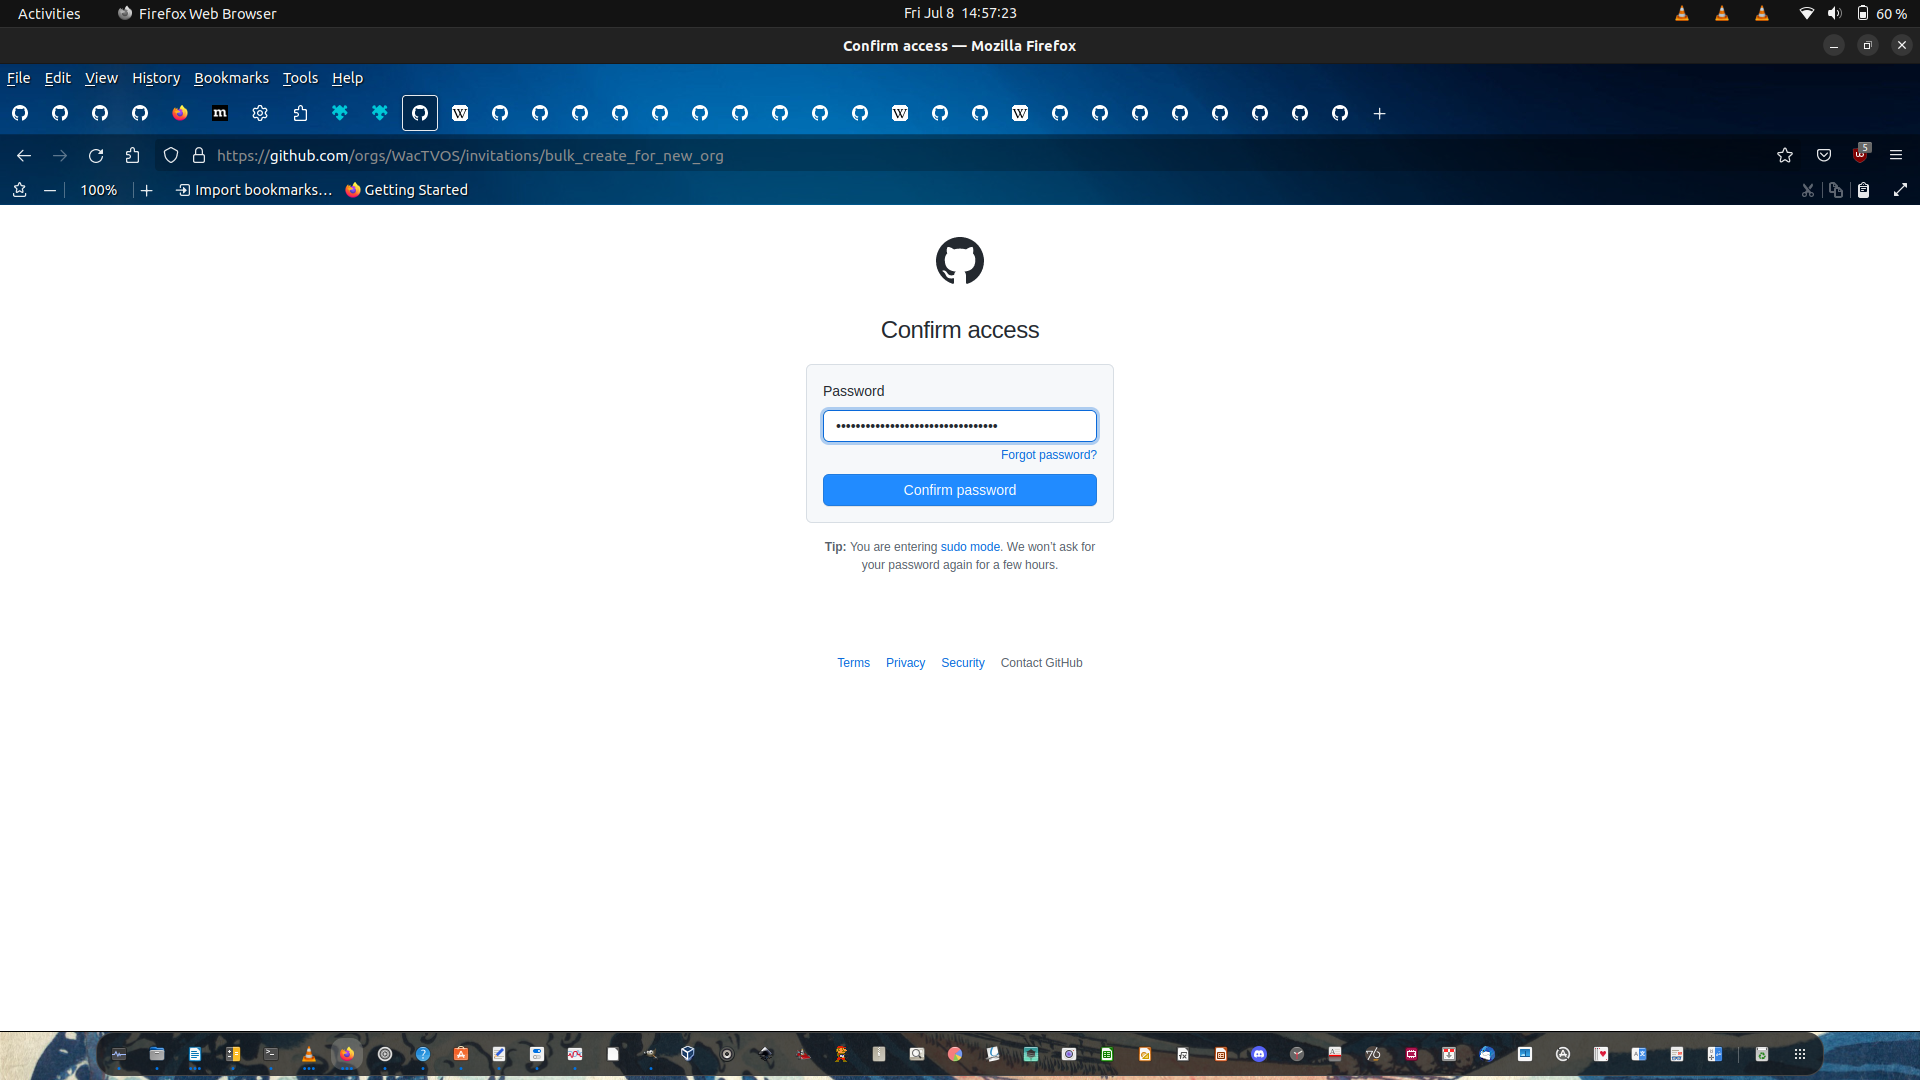 Activities
Firefox Web Browser
Fri Jul 8 14:57:23
60 %
Confirm access — Mozilla Firefox
File Edit View History Bookmarks Tools Help
https://github.com/orgs/WacTVOS/invitations/bulk_create_for_new_org
5
100%
Import bookmarks…
Getting Started
Confirm access
Password
Forgot password?
Confirm password
Tip: You are entering sudo mode. We won’t ask for
your password again for a few hours.
Terms Privacy Security Contact GitHub